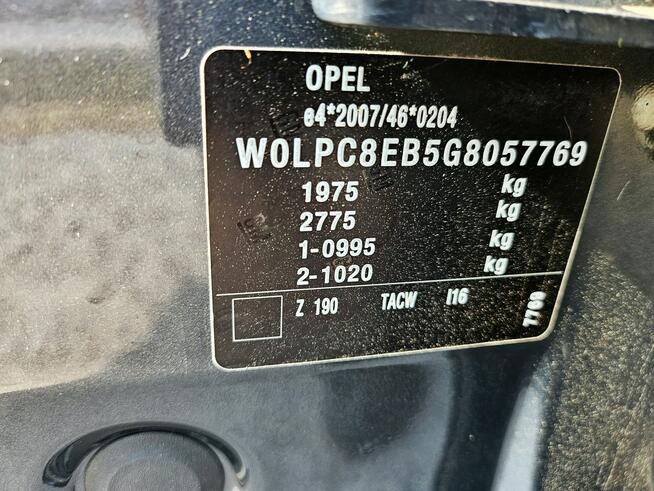 OPEL
e4*2007/46*0204
W0LPC8EB5G8057769
1975 kg
2775 kg
1-0995 kg
2-1020 kg
Z 190 TACW I16
7769